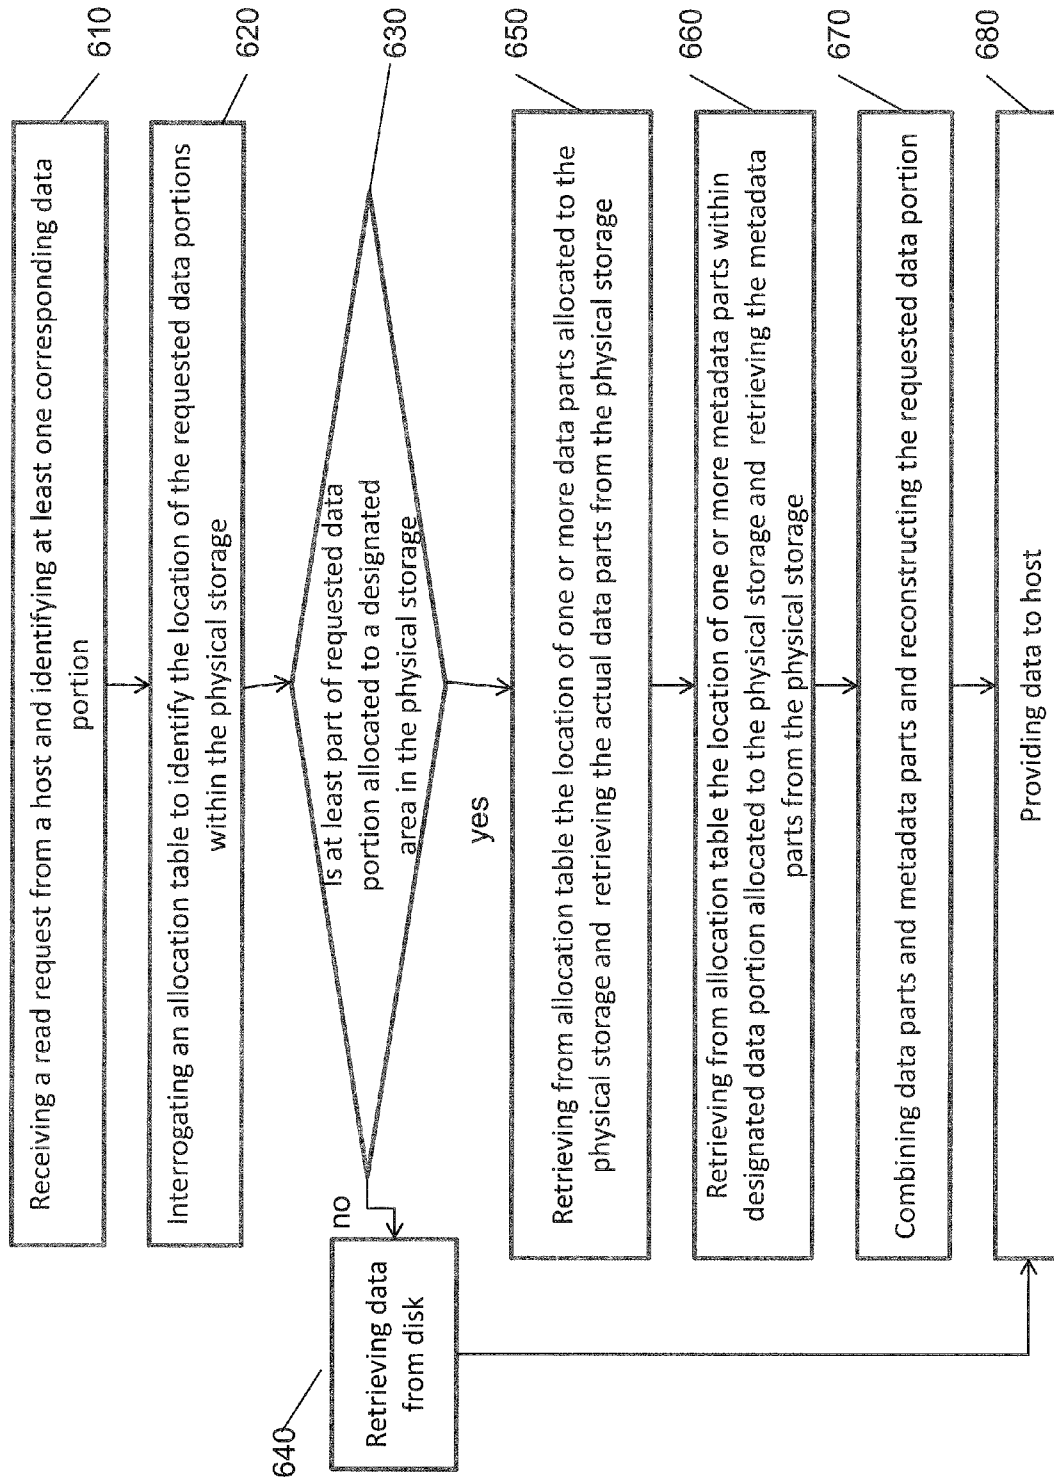 Receiving a read request from a host and identifying at least one corresponding data
portion
610
Interrogating an allocation table to identify the location of the requested data portions
within the physical storage
620
Is at least part of requested data
portion allocated to a designated
area in the physical storage
630
no
yes
Retrieving data
from disk
640
Retrieving from allocation table the location of one or more data parts allocated to the
physical storage and retrieving the actual data parts from the physical storage
650
Retrieving from allocation table the location of one or more metadata parts within
designated data portion allocated to the physical storage and retrieving the metadata
parts from the physical storage
660
Combining data parts and metadata parts and reconstructing the requested data portion
670
Providing data to host
680